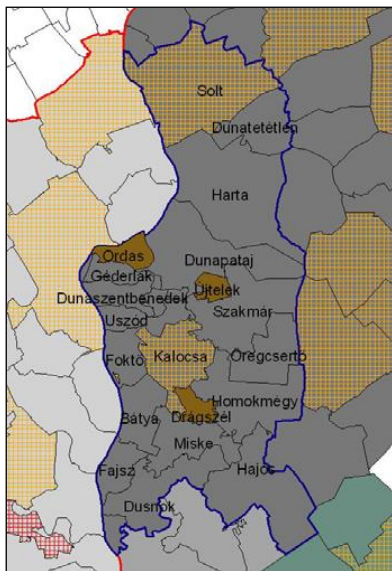 Solt
Dunatetétlen
Harta
Ordas
Dunapataj
Géderlak
Újtelek
Dunaszentbenedek
Szakmár
Uszód
Foktő
Kalocsa
Öregcsertő
Homokmégy
Bátya
Drágszél
Miske
Fajsz
Hajós
Dusnok